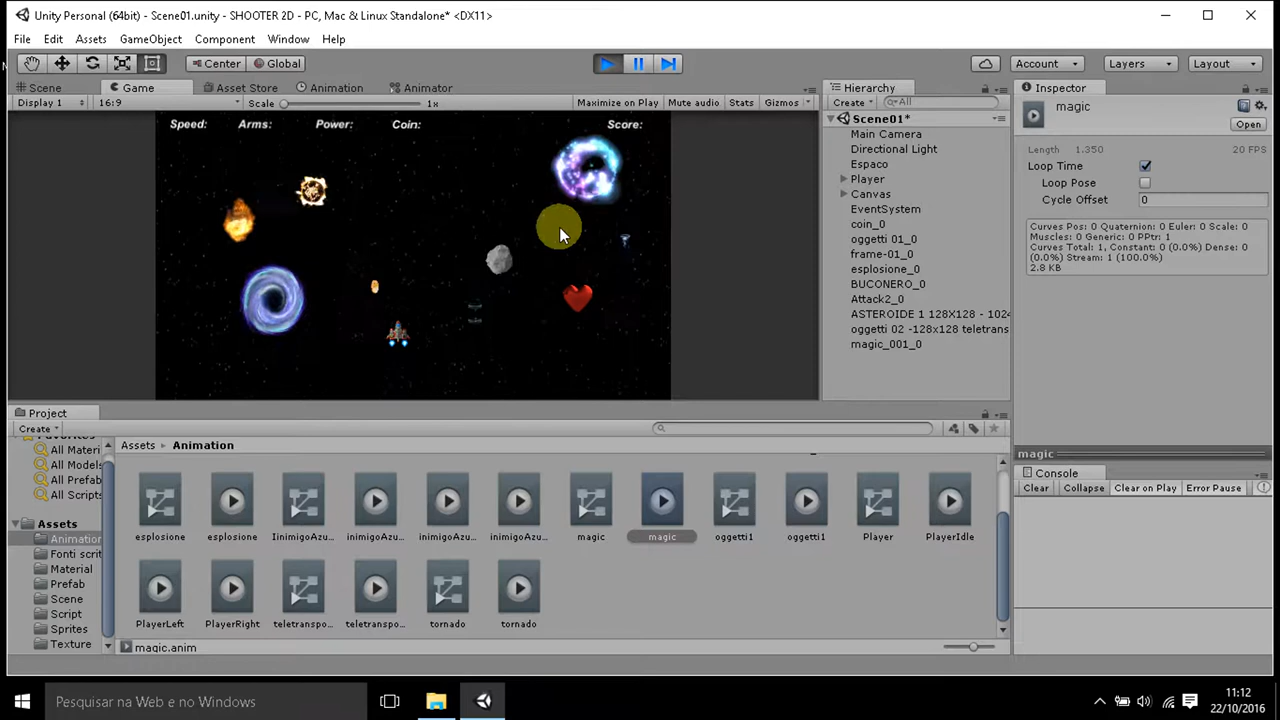 Unity Personal (64bit) - Scene01.unity - SHOOTER 2D - PC, Mac & Linux Standalone* <DX11>
File Edit Assets GameObject Component Window Help
Center Global Account Layers Layout
Scene Game Asset Store Animation Animator
Display 1 16:9 Scale 1x Maximize on Play Mute audio Stats Gizmos
Speed: Arms: Power: Coin: Score:
Hierarchy
Create All
Scene01*
Main Camera
Directional Light
Espaco
Player
Canvas
EventSystem
coin_0
oggetti 01_0
frame-01_0
esplosione_0
BUCONERO_0
Attack2_0
ASTEROIDE 1 128X128 - 1024
oggetti 02 -128x128 teletrans
magic_001_0
Inspector
magic
Open
Length 1.350 20 FPS
Loop Time
Loop Pose
Cycle Offset 0
Curves Pos: 0 Quaternion: 0 Euler: 0 Scale: 0
Muscles: 0 Generic: 0 PPtr: 1
Curves Total: 1, Constant: 0 (0.0%) Dense: 0
(0.0%) Stream: 1 (100.0%)
2.8 KB
magic
Console
Clear Collapse Clear on Play Error Pause
Project
Create
Favorites
All Materi
All Models
All Prefab
All Scripts
Assets
Animation
Fonti scrit
Material
Prefab
Scene
Script
Sprites
Texture
Assets Animation
esplosione esplosione IinimigoAzu... inimigoAzu... inimigoAzu... inimigoAzu... magic magic oggetti1 oggetti1 Player PlayerIdle
PlayerLeft PlayerRight teletranspo... teletranspo... tornado tornado
magic.anim
Pesquisar na Web e no Windows
11:12
22/10/2016